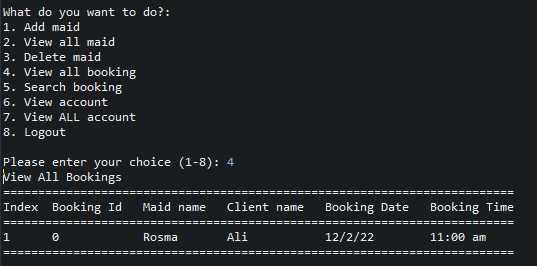 What do you want to do?:
1. Add maid
2. View all maid
3. Delete maid
4. View all booking
5. Search booking
6. View account
7. View ALL account
8. Logout
Please enter your choice (1-8): 4
View All Bookings
=========================================================================
Index  Booking Id   Maid name   Client name   Booking Date   Booking Time
=========================================================================
1      0            Rosma       Ali           12/2/22        11:00 am
=========================================================================